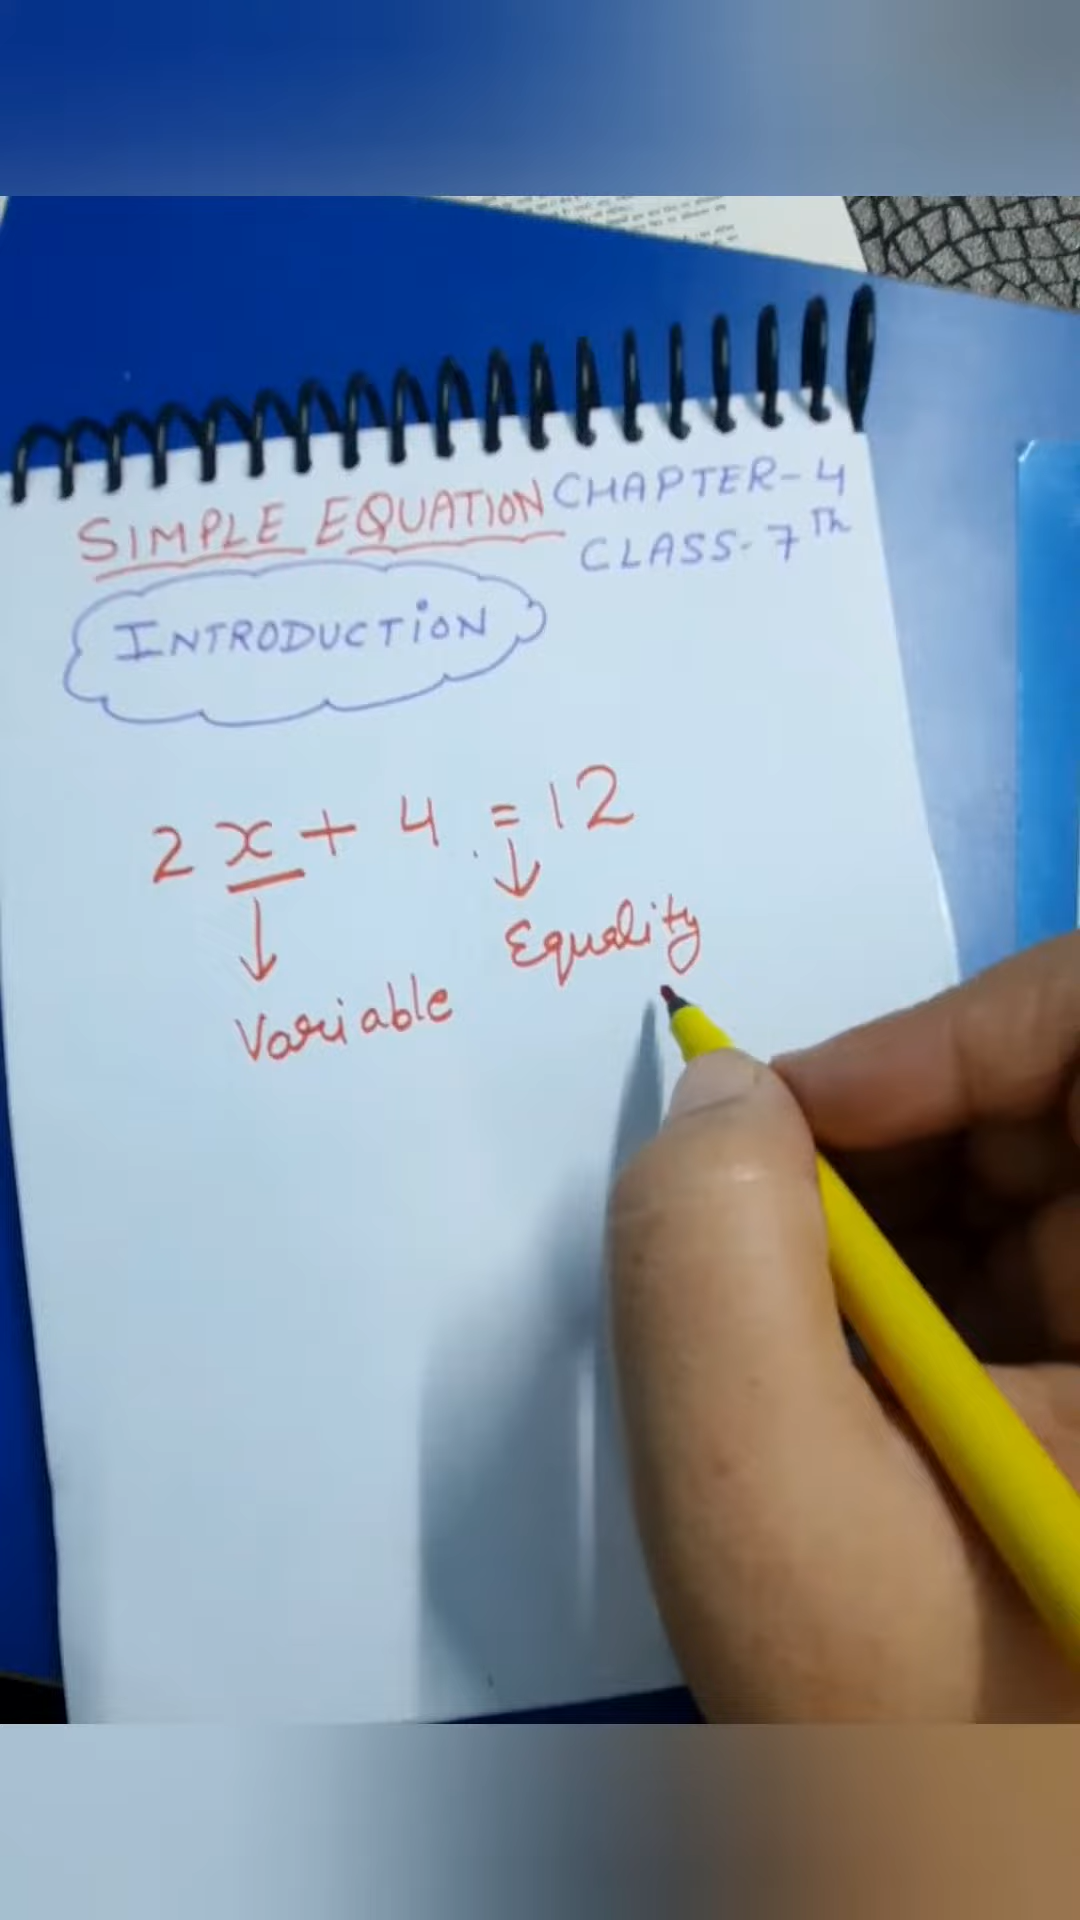 SIMPLE EQUATION CHAPTER-4
CLASS-7Th
INTRODUCTION
2x + 4 = 12
Equality
Variable